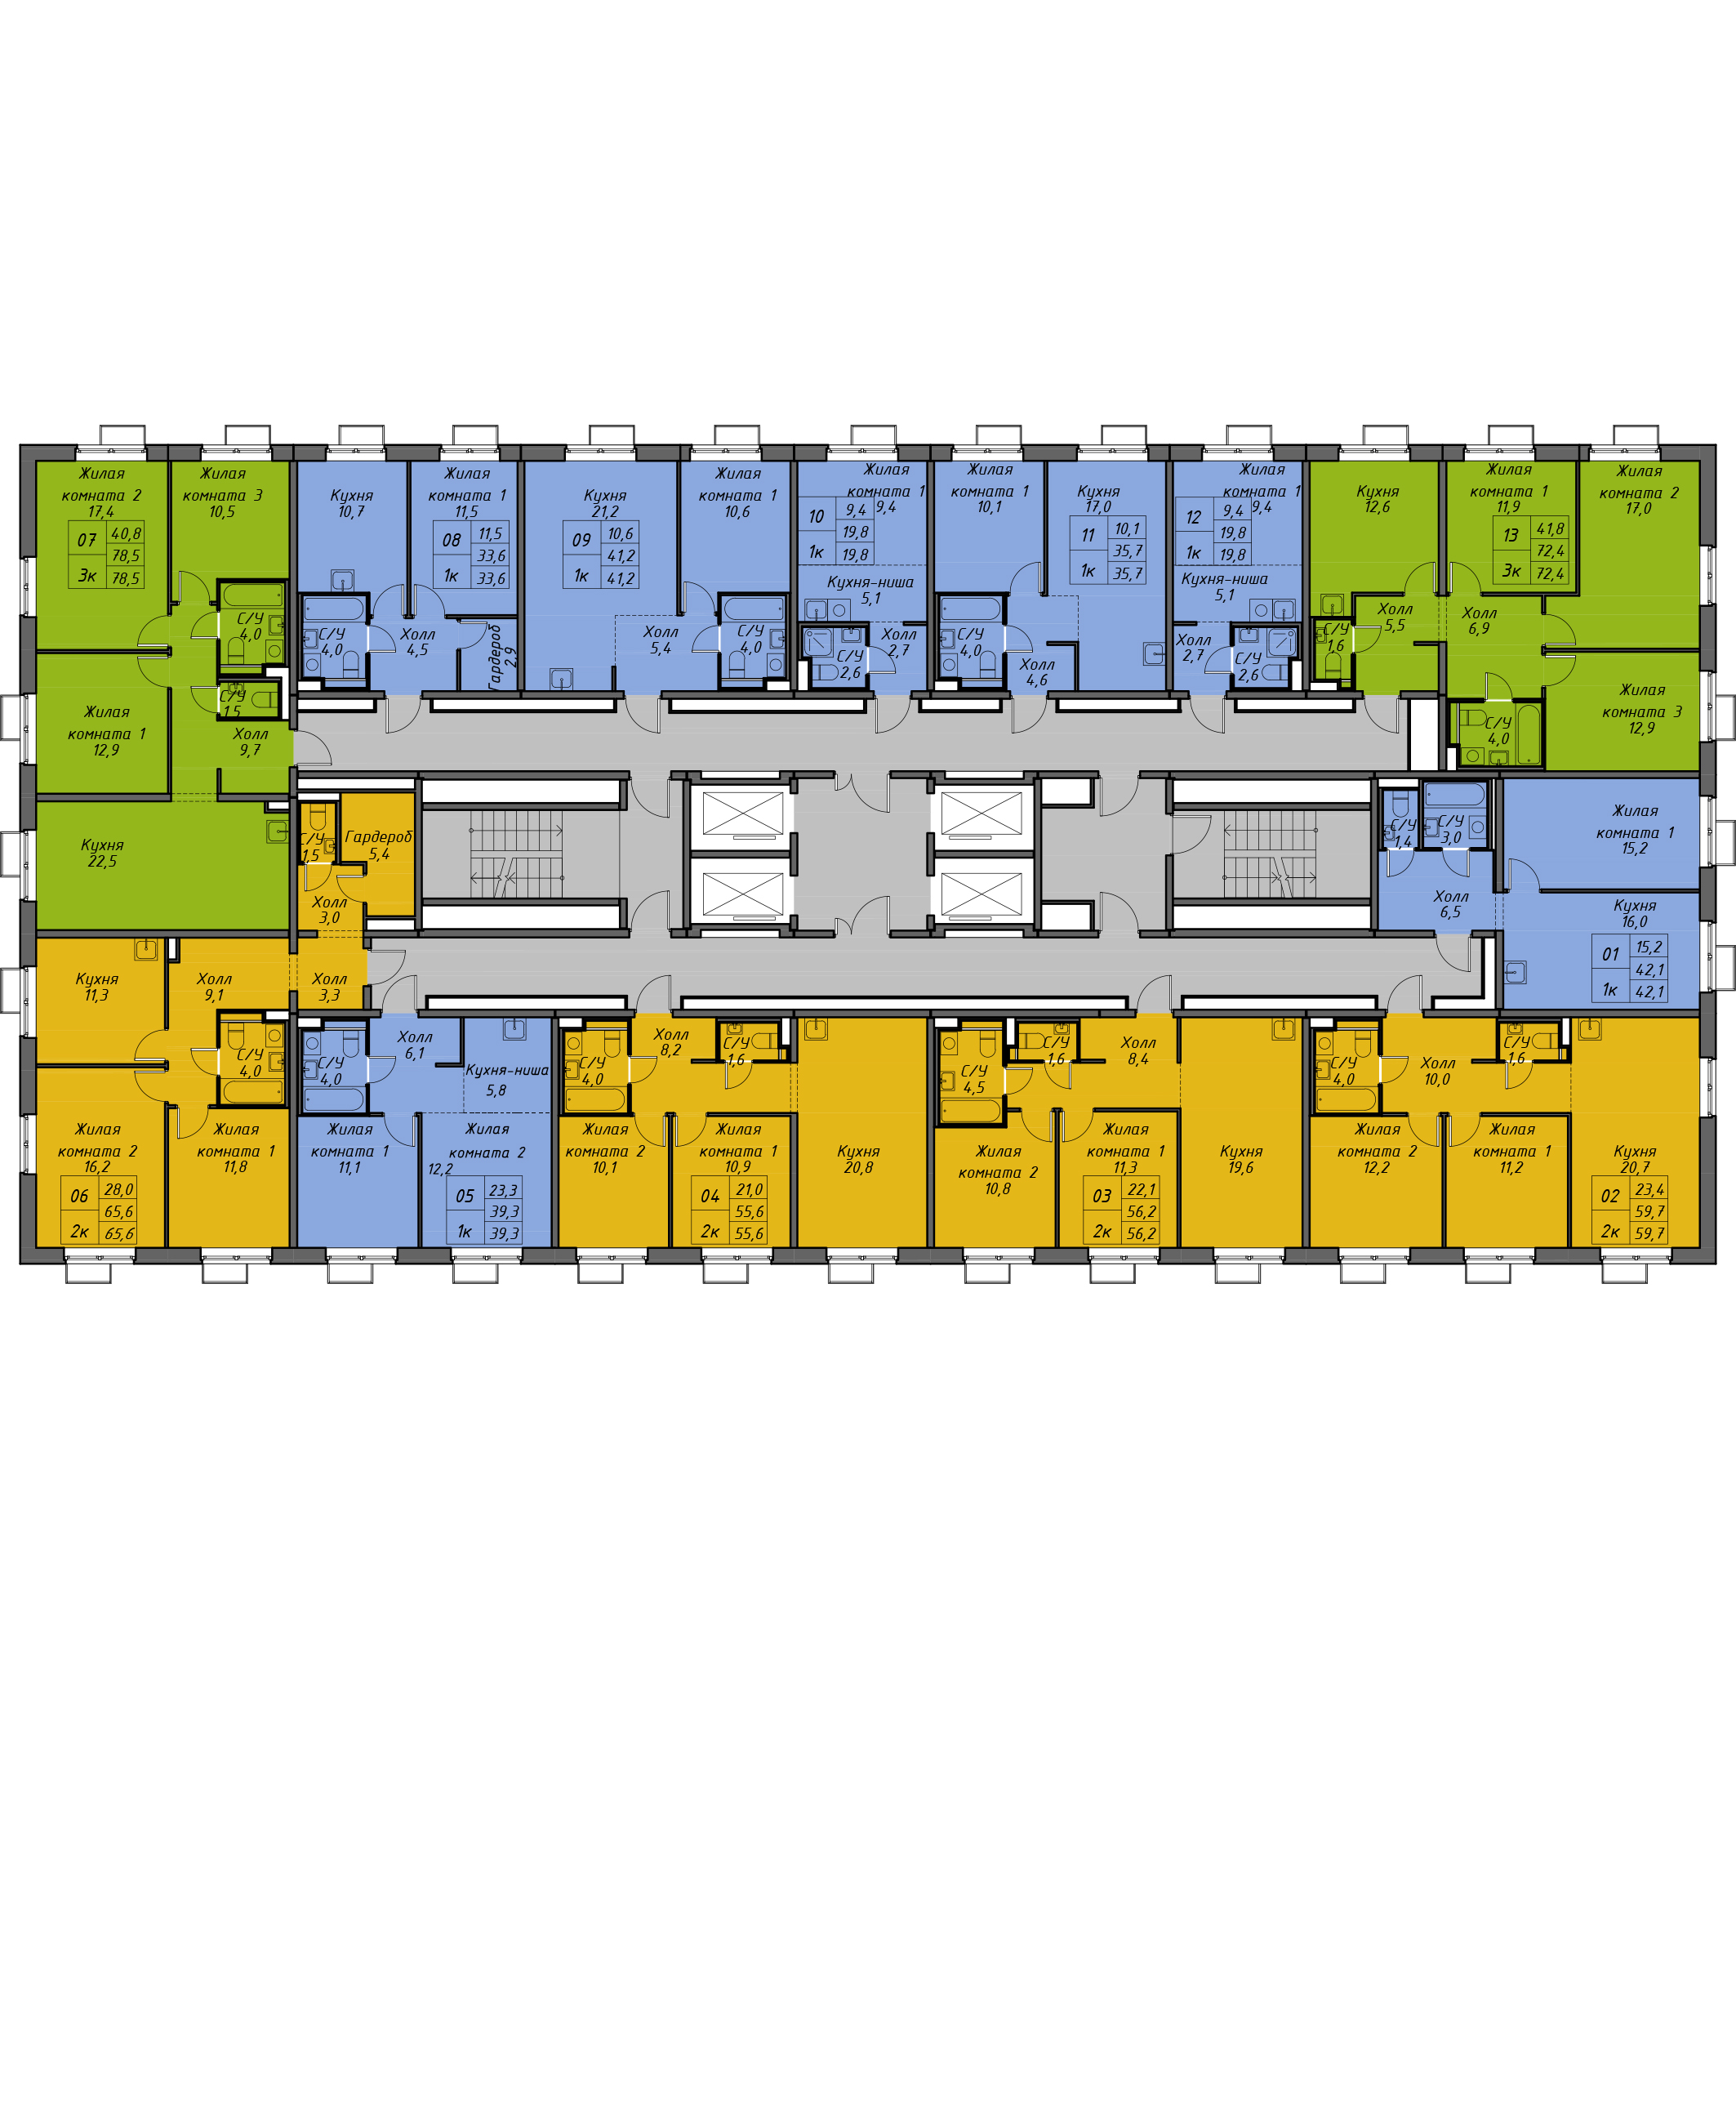 Жилая
комната 2
17,4
07
40,8
78,5
3к
78,5
Жилая
комната 3
10,5
С/У
4,0
С/У
1,5
Жилая
комната 1
12,9
Холл
9,7
Кухня
22,5
Кухня
10,7
Жилая
комната 1
11,5
08
11,5
33,6
1к
33,6
С/У
4,0
Холл
4,5
Гардероб
2,9
Кухня
21,2
09
10,6
41,2
1к
41,2
Жилая
комната 1
10,6
Холл
5,4
С/У
4,0
Жилая
комната 1
9,4
10
9,4
19,8
1к
19,8
Кухня-ниша
5,1
С/У
2,6
Холл
2,7
Жилая
комната 1
10,1
Кухня
17,0
11
10,1
35,7
1к
35,7
С/У
4,0
Холл
4,6
Жилая
комната 1
9,4
12
9,4
19,8
1к
19,8
Кухня-ниша
5,1
Холл
2,7
С/У
2,6
Кухня
12,6
Жилая
комната 1
11,9
13
41,8
72,4
3к
72,4
Жилая
комната 2
17,0
С/У
1,6
Холл
5,5
Холл
6,9
С/У
4,0
Жилая
комната 3
12,9
С/У
1,5
Гардероб
5,4
Холл
3,0
Холл
3,3
С/У
1,4
С/У
3,0
Жилая
комната 1
15,2
Холл
6,5
Кухня
16,0
01
15,2
42,1
1к
42,1
Кухня
11,3
Холл
9,1
С/У
4,0
Жилая
комната 2
16,2
06
28,0
65,6
2к
65,6
Жилая
комната 1
11,8
С/У
4,0
Холл
6,1
Кухня-ниша
5,8
Жилая
комната 1
11,1
Жилая
комната 2
12,2
05
23,3
39,3
1к
39,3
С/У
4,0
Холл
8,2
С/У
1,6
Жилая
комната 2
10,1
Жилая
комната 1
10,9
04
21,0
55,6
2к
55,6
Кухня
20,8
С/У
4,5
С/У
1,6
Холл
8,4
Жилая
комната 2
10,8
Жилая
комната 1
11,3
03
22,1
56,2
2к
56,2
Кухня
19,6
С/У
4,0
Холл
10,0
С/У
1,6
Жилая
комната 2
12,2
Жилая
комната 1
11,2
Кухня
20,7
02
23,4
59,7
2к
59,7